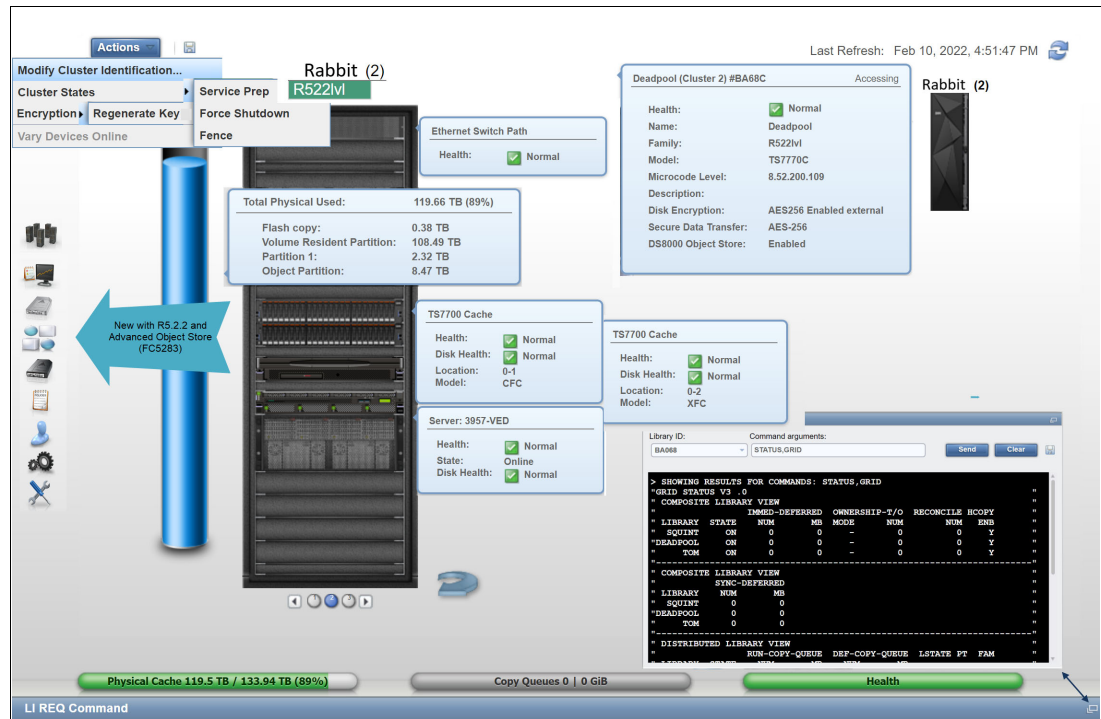 Actions
Last Refresh: Feb 10, 2022, 4:51:47 PM
Modify Cluster Identification...
Cluster States
Encryption
Vary Devices Online
Regenerate Key
Service Prep
Force Shutdown
Fence
Rabbit (2)
R522lvl
Ethernet Switch Path
Health: Normal
Deadpool (Cluster 2) #BA68C Accessing
Health: Normal
Name: Deadpool
Family: R522lvl
Model: TS7770C
Microcode Level: 8.52.200.109
Description:
Disk Encryption: AES256 Enabled external
Secure Data Transfer: AES-256
DS8000 Object Store: Enabled
Rabbit (2)
Total Physical Used: 119.66 TB (89%)
Flash copy: 0.38 TB
Volume Resident Partition: 108.49 TB
Partition 1: 2.32 TB
Object Partition: 8.47 TB
New with R5.2.2 and
Advanced Object Store
(FC5283)
TS7700 Cache
Health: Normal
Disk Health: Normal
Location: 0-1
Model: CFC
TS7700 Cache
Health: Normal
Disk Health: Normal
Location: 0-2
Model: XFC
Server: 3957-VED
Health: Normal
State: Online
Disk Health: Normal
Library ID: Command arguments:
BA068 STATUS,GRID Send Clear
> SHOWING RESULTS FOR COMMANDS: STATUS,GRID
"GRID STATUS V3 .0 "
" COMPOSITE LIBRARY VIEW "
" IMMED-DEFERRED OWNERSHIP-T/O RECONCILE HCOPY "
" LIBRARY STATE NUM MB MODE NUM NUM ENB "
" SQUINT ON 0 0 – 0 0 Y "
"DEADPOOL ON 0 0 – 0 0 Y "
" TOM ON 0 0 – 0 0 Y "
"------------------------------------------------------------"
" COMPOSITE LIBRARY VIEW "
" SYNC-DEFERRED "
" LIBRARY NUM MB "
" SQUINT 0 0 "
"DEADPOOL 0 0 "
" TOM 0 0 "
"------------------------------------------------------------"
" DISTRIBUTED LIBRARY VIEW "
" RUN-COPY-QUEUE DEF-COPY-QUEUE LSTATE PT FAM "
" LIBRARY STATE NUM MB NUM MB "
Physical Cache 119.5 TB / 133.94 TB (89%)
Copy Queues 0 | 0 GiB
Health
LI REQ Command